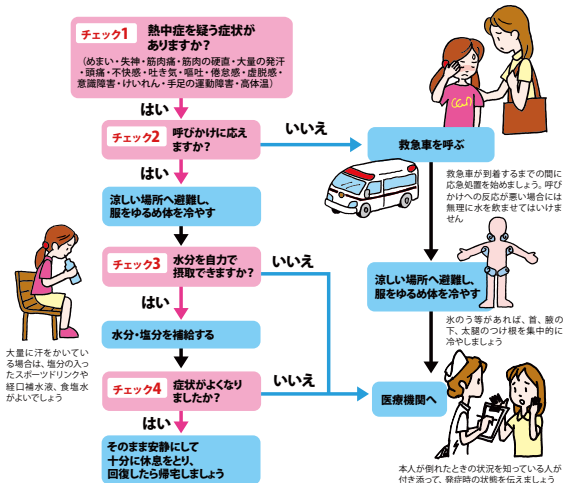 チェック1 熱中症を疑う症状が
ありますか？
（めまい・失神・筋肉痛・筋肉の硬直・大量の発汗
・頭痛・不快感・吐き気・嘔吐・倦怠感・虚脱感・
意識障害・けいれん・手足の運動障害・高体温）
はい
チェック2 呼びかけに応え
ますか？
いいえ
救急車を呼ぶ
救急車が到着するまでの間に
応急処置を始めましょう。呼び
かけへの反応が悪い場合には
無理に水を飲ませてはいけま
せん
はい
涼しい場所へ避難し、
服をゆるめ体を冷やす
チェック3 水分を自力で
摂取できますか？
いいえ
涼しい場所へ避難し、
服をゆるめ体を冷やす
氷のう等があれば、首、腋の
下、太腿のつけ根を集中的に
冷やしましょう
はい
水分・塩分を補給する
大量に汗をかいてい
る場合は、塩分の入っ
たスポーツドリンクや
経口補水液、食塩水
がよいでしょう
チェック4 症状がよくなり
ましたか？
いいえ
医療機関へ
はい
そのまま安静にして
十分に休息をとり、
回復したら帰宅しましょう
本人が倒れたときの状況を知っている人が
付き添って、発症時の状態を伝えましょう